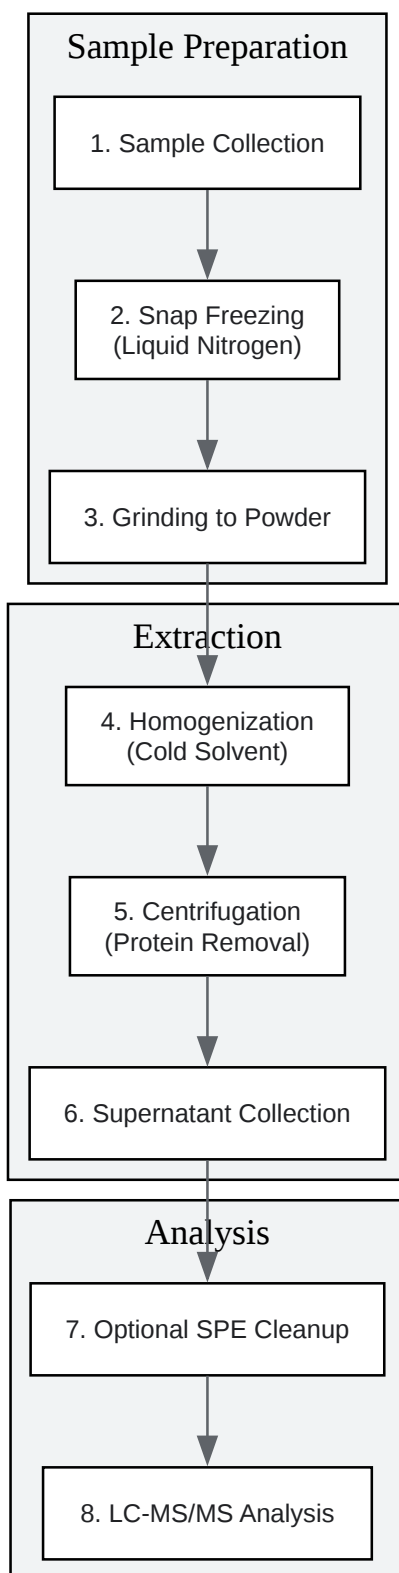 Sample Preparation
1. Sample Collection
2. Snap Freezing
(Liquid Nitrogen)
3. Grinding to Powder
Extraction
4. Homogenization
(Cold Solvent)
5. Centrifugation
(Protein Removal)
6. Supernatant Collection
Analysis
7. Optional SPE Cleanup
8. LC-MS/MS Analysis